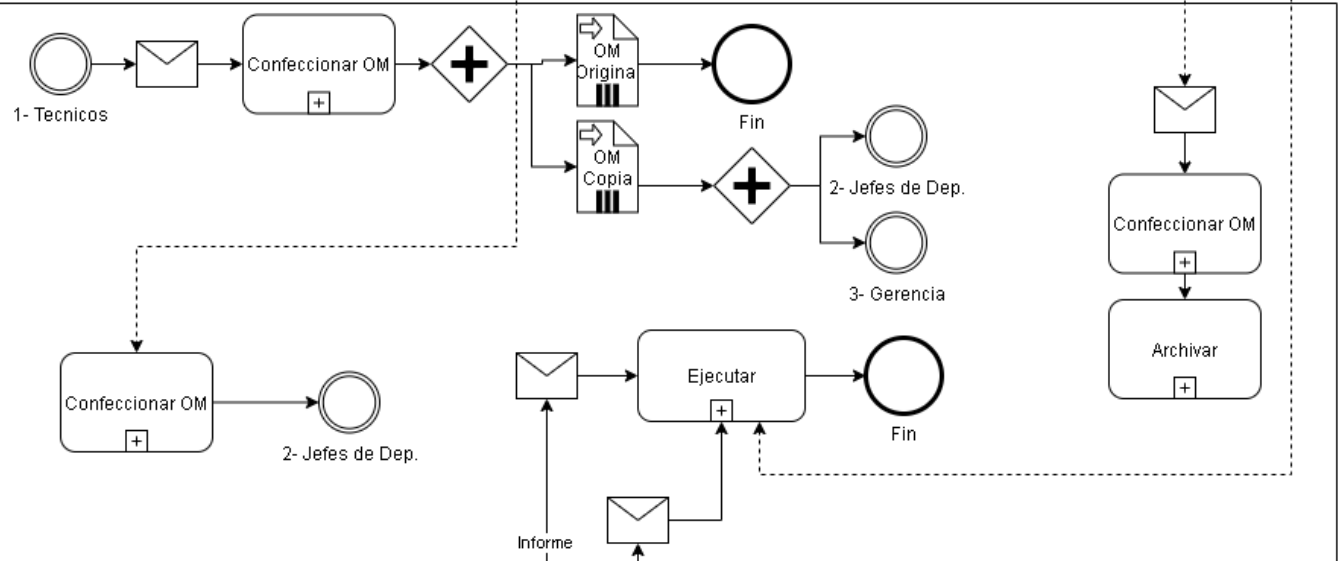 1- Tecnicos
Confeccionar OM
OM
Origina
Fin
OM
Copia
2- Jefes de Dep.
3- Gerencia
Confeccionar OM
Archivar
Confeccionar OM
2- Jefes de Dep.
Ejecutar
Fin
Informe